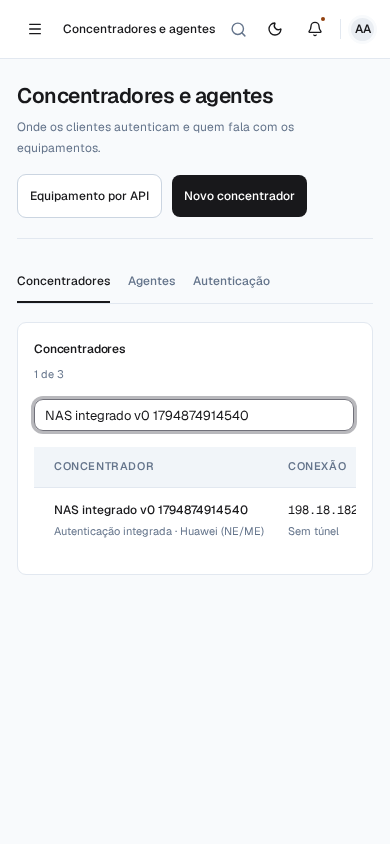 Concentradores e agentes
AA
Concentradores e agentes
Onde os clientes autenticam e quem fala com os
equipamentos.
Equipamento por API
Novo concentrador
Concentradores
Agentes
Autenticação
Concentradores
1 de 3
NAS integrado v0 1794874914540
CONCENTRADOR
CONEXÃO
NAS integrado v0 1794874914540
198.18.182
Autenticação integrada · Huawei (NE/ME)
Sem túnel